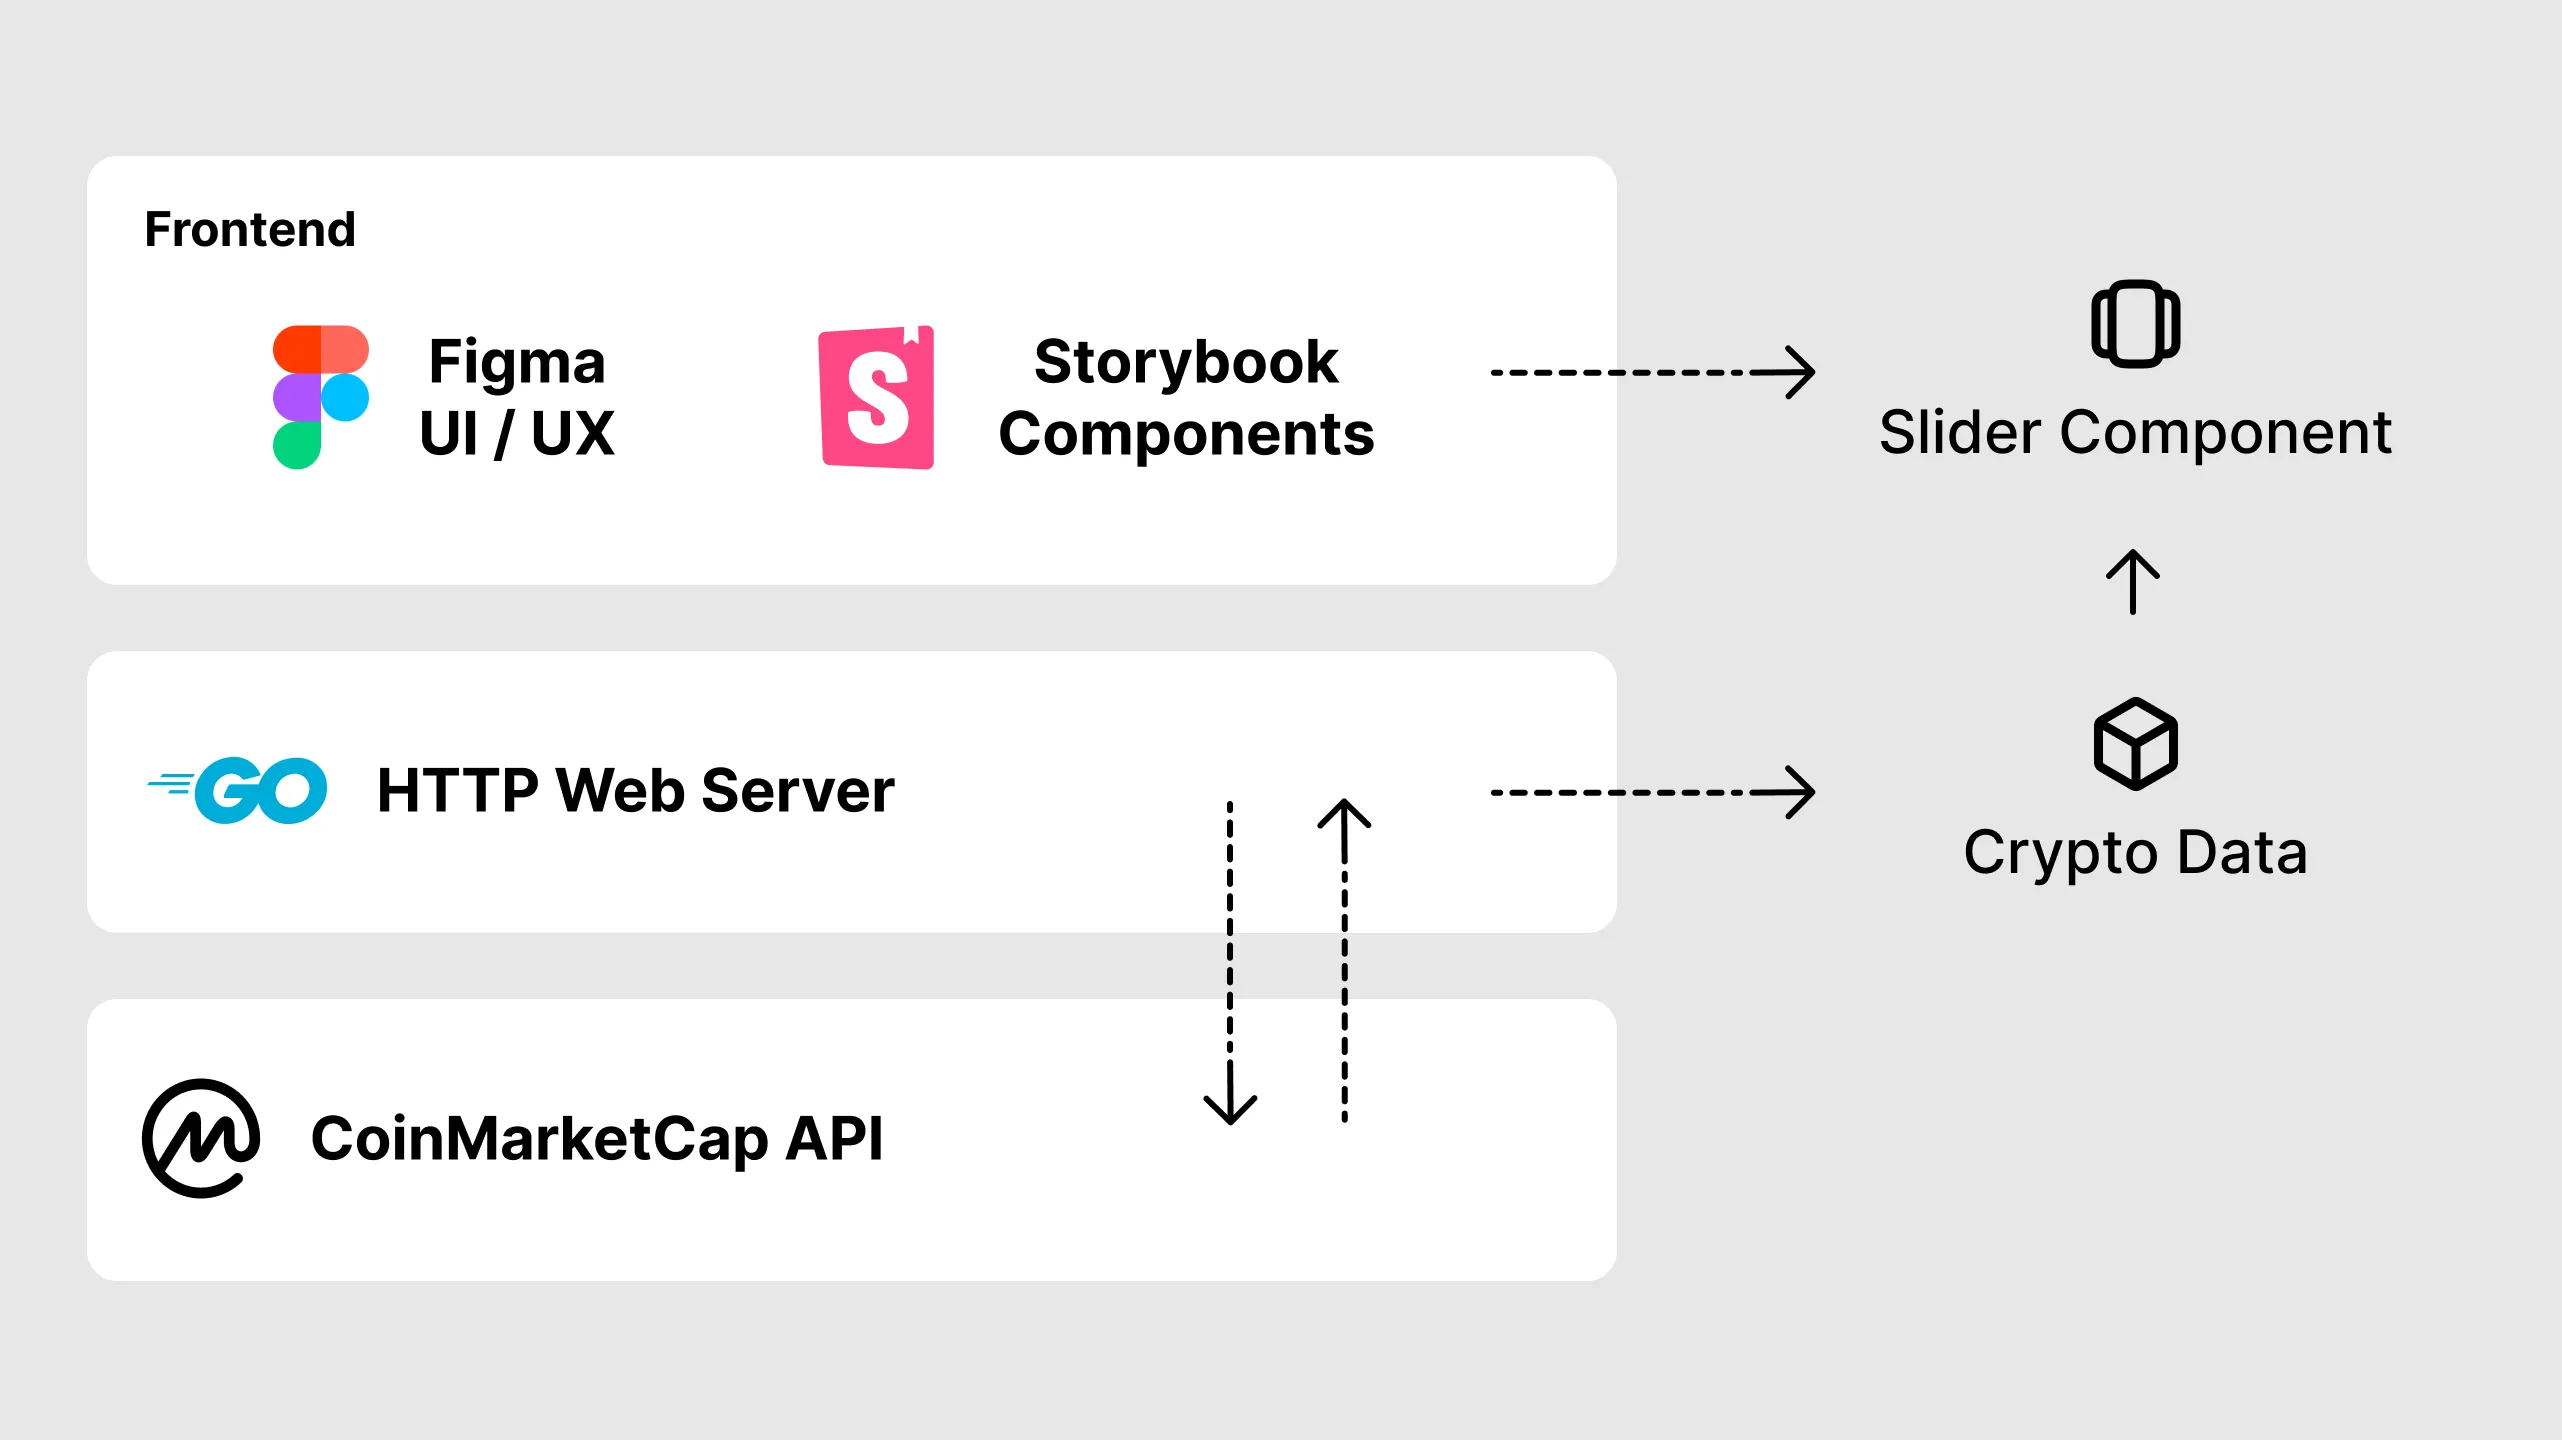 Frontend
Figma
UI / UX
S
Storybook
Components
Slider Component
GO
HTTP Web Server
Crypto Data
CoinMarketCap API